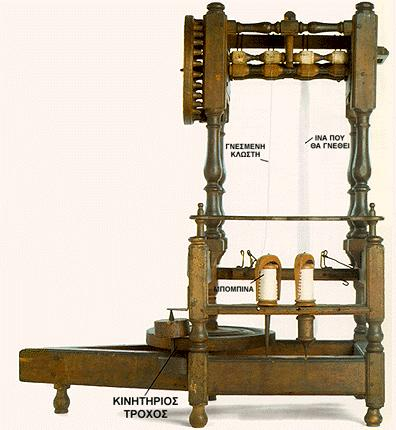 ΓΝΕΣΜΕΝΗ
ΚΛΩΣΤΗ
ΙΝΑ ΠΟΥ
ΘΑ ΓΝΕΘΕΙ
ΜΠΟΜΠΙΝΑ
ΚΙΝΗΤΗΡΙΟΣ
ΤΡΟΧΟΣ